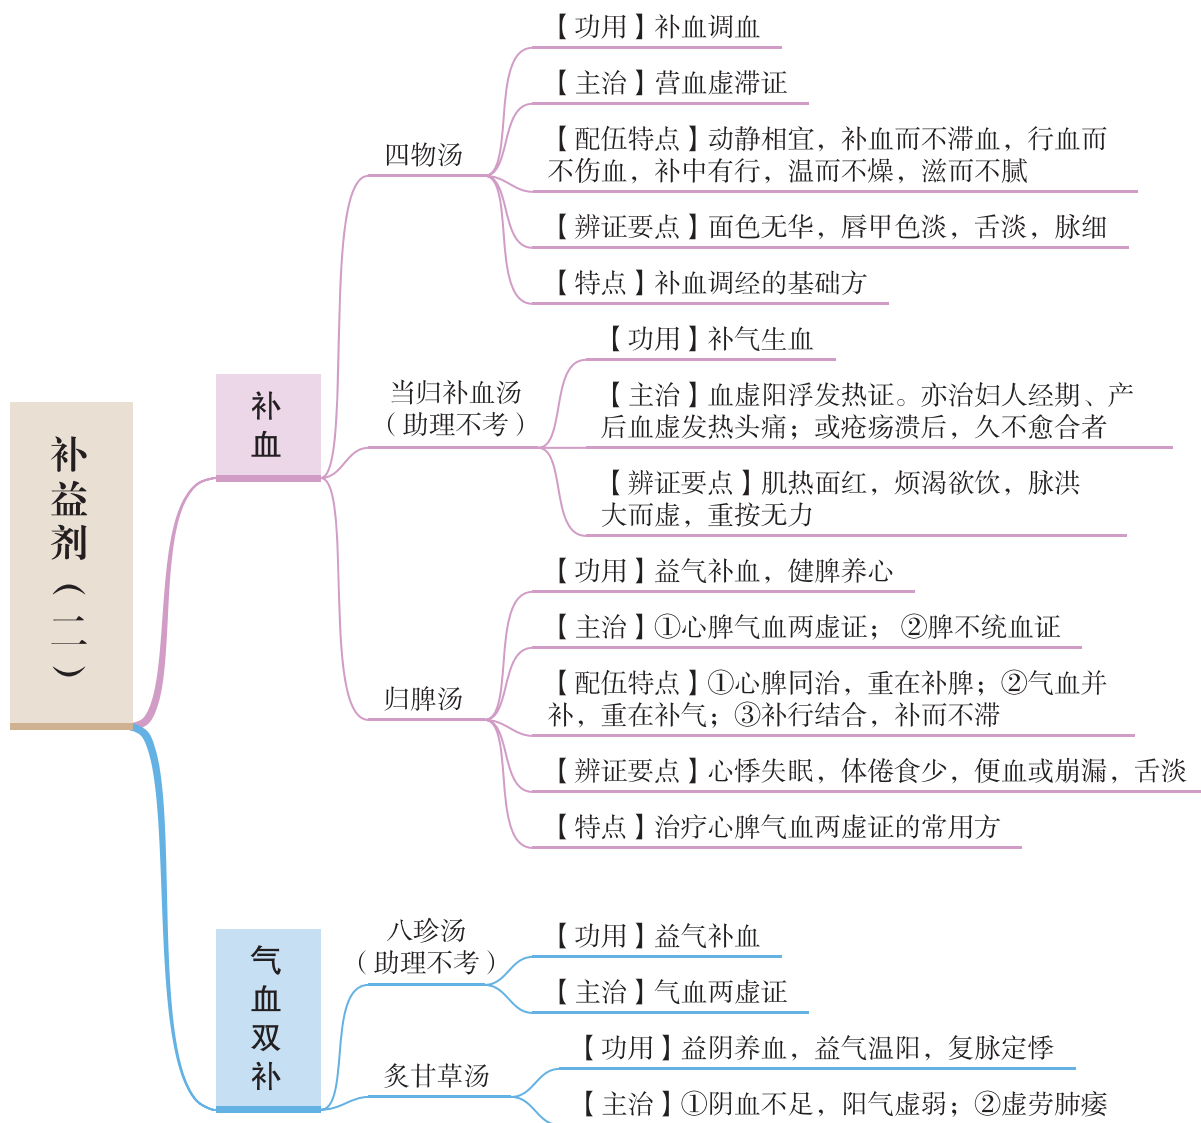 补益剂（二）
补血
四物汤
【功用】补血调血
【主治】营血虚滞证
【配伍特点】动静相宜，补血而不滞血，行血而
不伤血，补中有行，温而不燥，滋而不腻
【辨证要点】面色无华，唇甲色淡，舌淡，脉细
【特点】补血调经的基础方
当归补血汤
（助理不考）
【功用】补气生血
【主治】血虚阳浮发热证。亦治妇人经期、产
后血虚发热头痛；或疮疡溃后，久不愈合者
【辨证要点】肌热面红，烦渴欲饮，脉洪
大而虚，重按无力
归脾汤
【功用】益气补血，健脾养心
【主治】①心脾气血两虚证；②脾不统血证
【配伍特点】①心脾同治，重在补脾；②气血并
补，重在补气；③补行结合，补而不滞
【辨证要点】心悸失眠，体倦食少，便血或崩漏，舌淡
【特点】治疗心脾气血两虚证的常用方
气血双补
八珍汤
（助理不考）
【功用】益气补血
【主治】气血两虚证
炙甘草汤
【功用】益阴养血，益气温阳，复脉定悸
【主治】①阴血不足，阳气虚弱；②虚劳肺痿